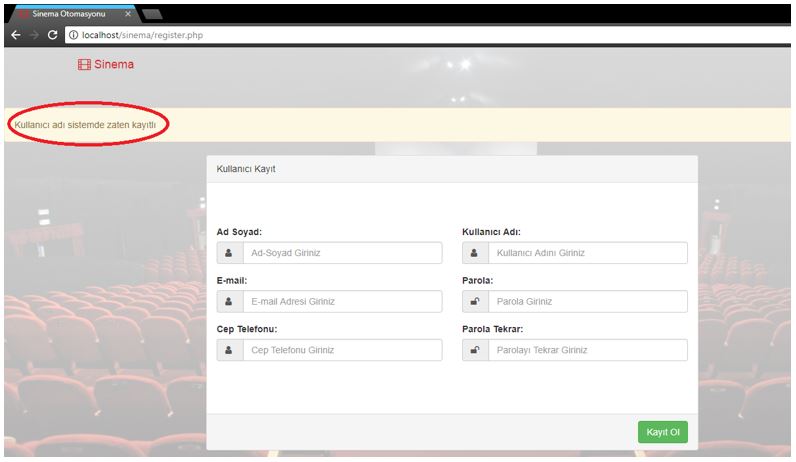 Sinema Otomasyonu
localhost/sinema/register.php
Sinema
Kullanıcı adı sistemde zaten kayıtlı
Kullanıcı Kayıt
Ad Soyad:
Ad-Soyad Giriniz
Kullanıcı Adı:
Kullanıcı Adını Giriniz
E-mail:
E-mail Adresi Giriniz
Parola:
Parola Giriniz
Cep Telefonu:
Cep Telefonu Giriniz
Parola Tekrar:
Parolayı Tekrar Giriniz
Kayıt Ol